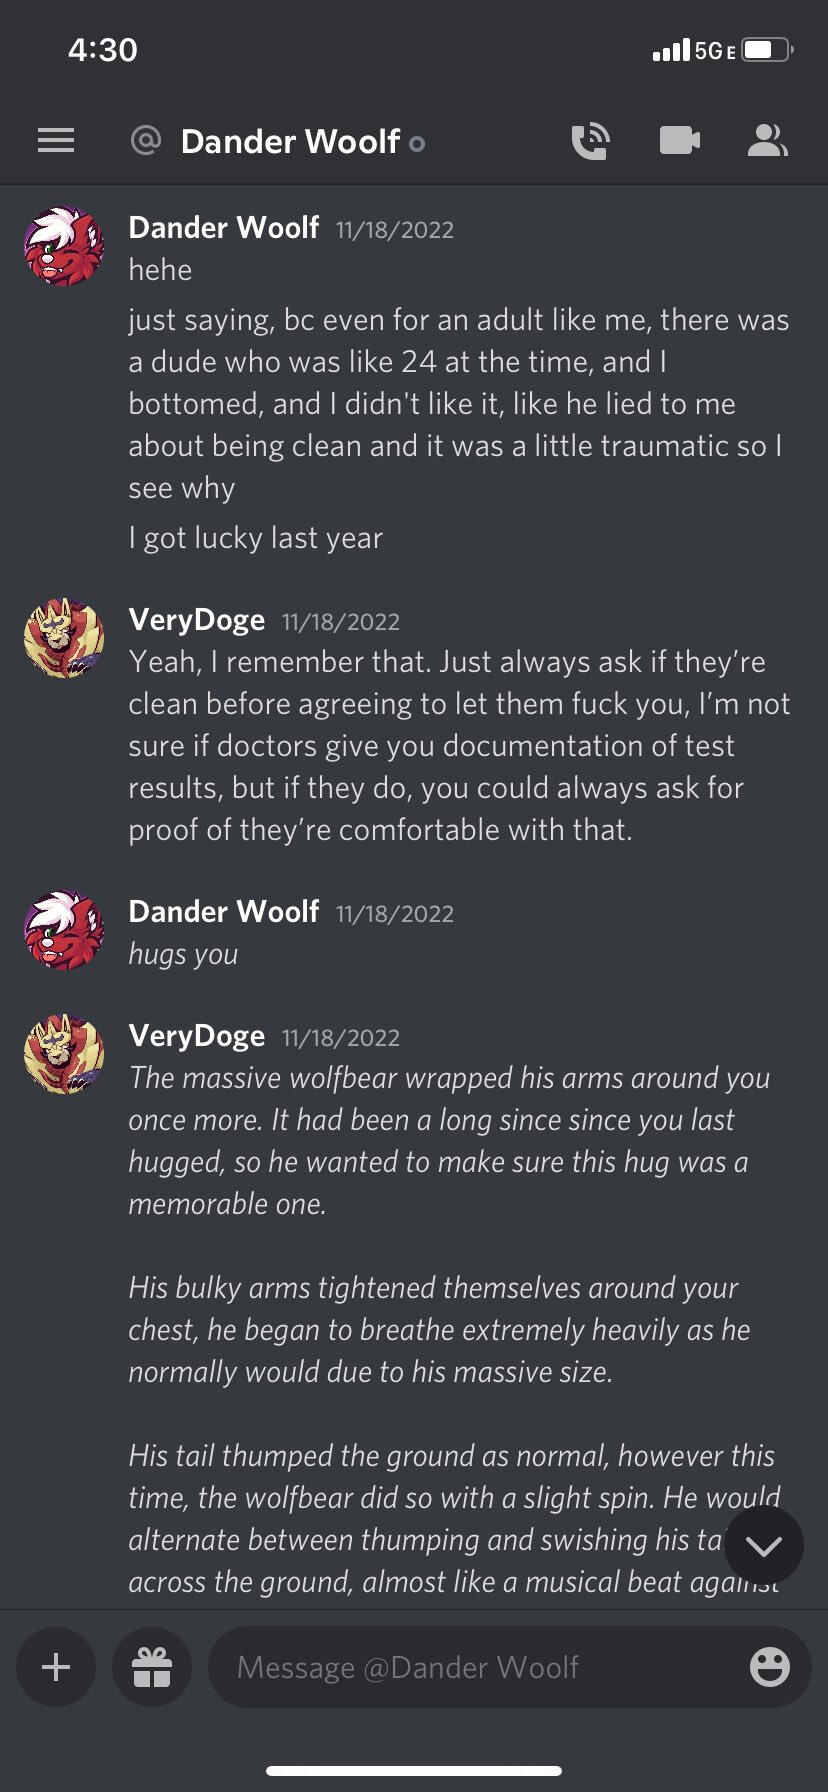 4:30
5G E
@ Dander Woolf
Dander Woolf 11/18/2022
hehe
just saying, bc even for an adult like me, there was
a dude who was like 24 at the time, and I
bottomed, and I didn't like it, like he lied to me
about being clean and it was a little traumatic so I
see why
I got lucky last year
VeryDoge 11/18/2022
Yeah, I remember that. Just always ask if they’re
clean before agreeing to let them fuck you, I’m not
sure if doctors give you documentation of test
results, but if they do, you could always ask for
proof of they’re comfortable with that.
Dander Woolf 11/18/2022
hugs you
VeryDoge 11/18/2022
The massive wolfbear wrapped his arms around you
once more. It had been a long since since you last
hugged, so he wanted to make sure this hug was a
memorable one.
His bulky arms tightened themselves around your
chest, he began to breathe extremely heavily as he
normally would due to his massive size.
His tail thumped the ground as normal, however this
time, the wolfbear did so with a slight spin. He would
alternate between thumping and swishing his ta
across the ground, almost like a musical beat against
Message @Dander Woolf